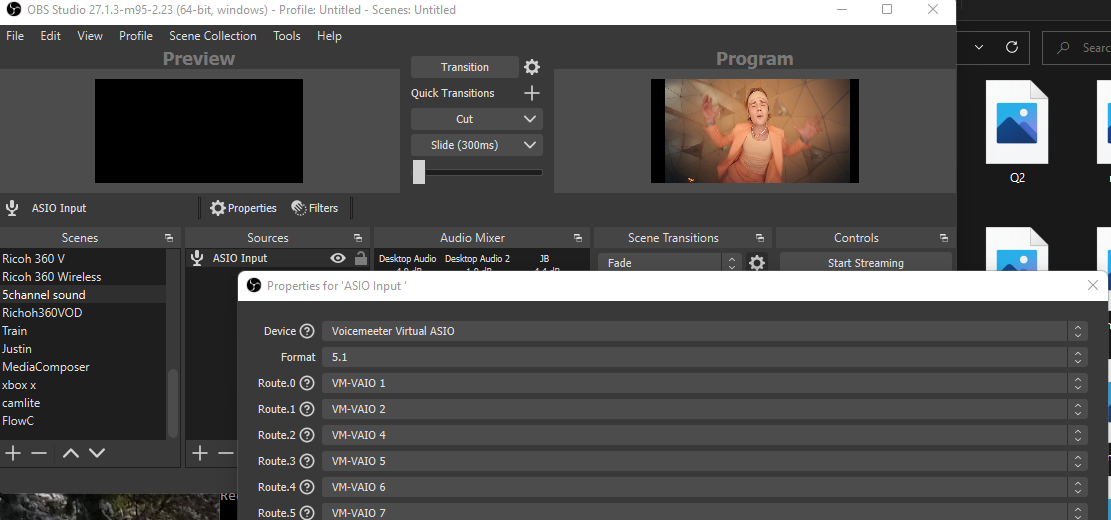 OBS Studio 27.1.3-m95-2.23 (64-bit, windows) - Profile: Untitled - Scenes: Untitled
File Edit View Profile Scene Collection Tools Help
Preview
Transition
Program
Quick Transitions
Cut
Slide (300ms)
Searc
Q2
ASIO Input
Properties
Filters
Scenes
Sources
Audio Mixer
Scene Transitions
Controls
Ricoh 360 V
Ricoh 360 Wireless
5channel sound
Richoh360VOD
Train
Justin
MediaComposer
xbox x
camlite
FlowC
ASIO Input
Desktop Audio Desktop Audio 2 JB
Fade
Start Streaming
Properties for 'ASIO Input '
Device ? Voicemeeter Virtual ASIO
Format 5.1
Route.0 ? VM-VAIO 1
Route.1 ? VM-VAIO 2
Route.2 ? VM-VAIO 4
Route.3 ? VM-VAIO 5
Route.4 ? VM-VAIO 6
Route.5 ? VM-VAIO 7